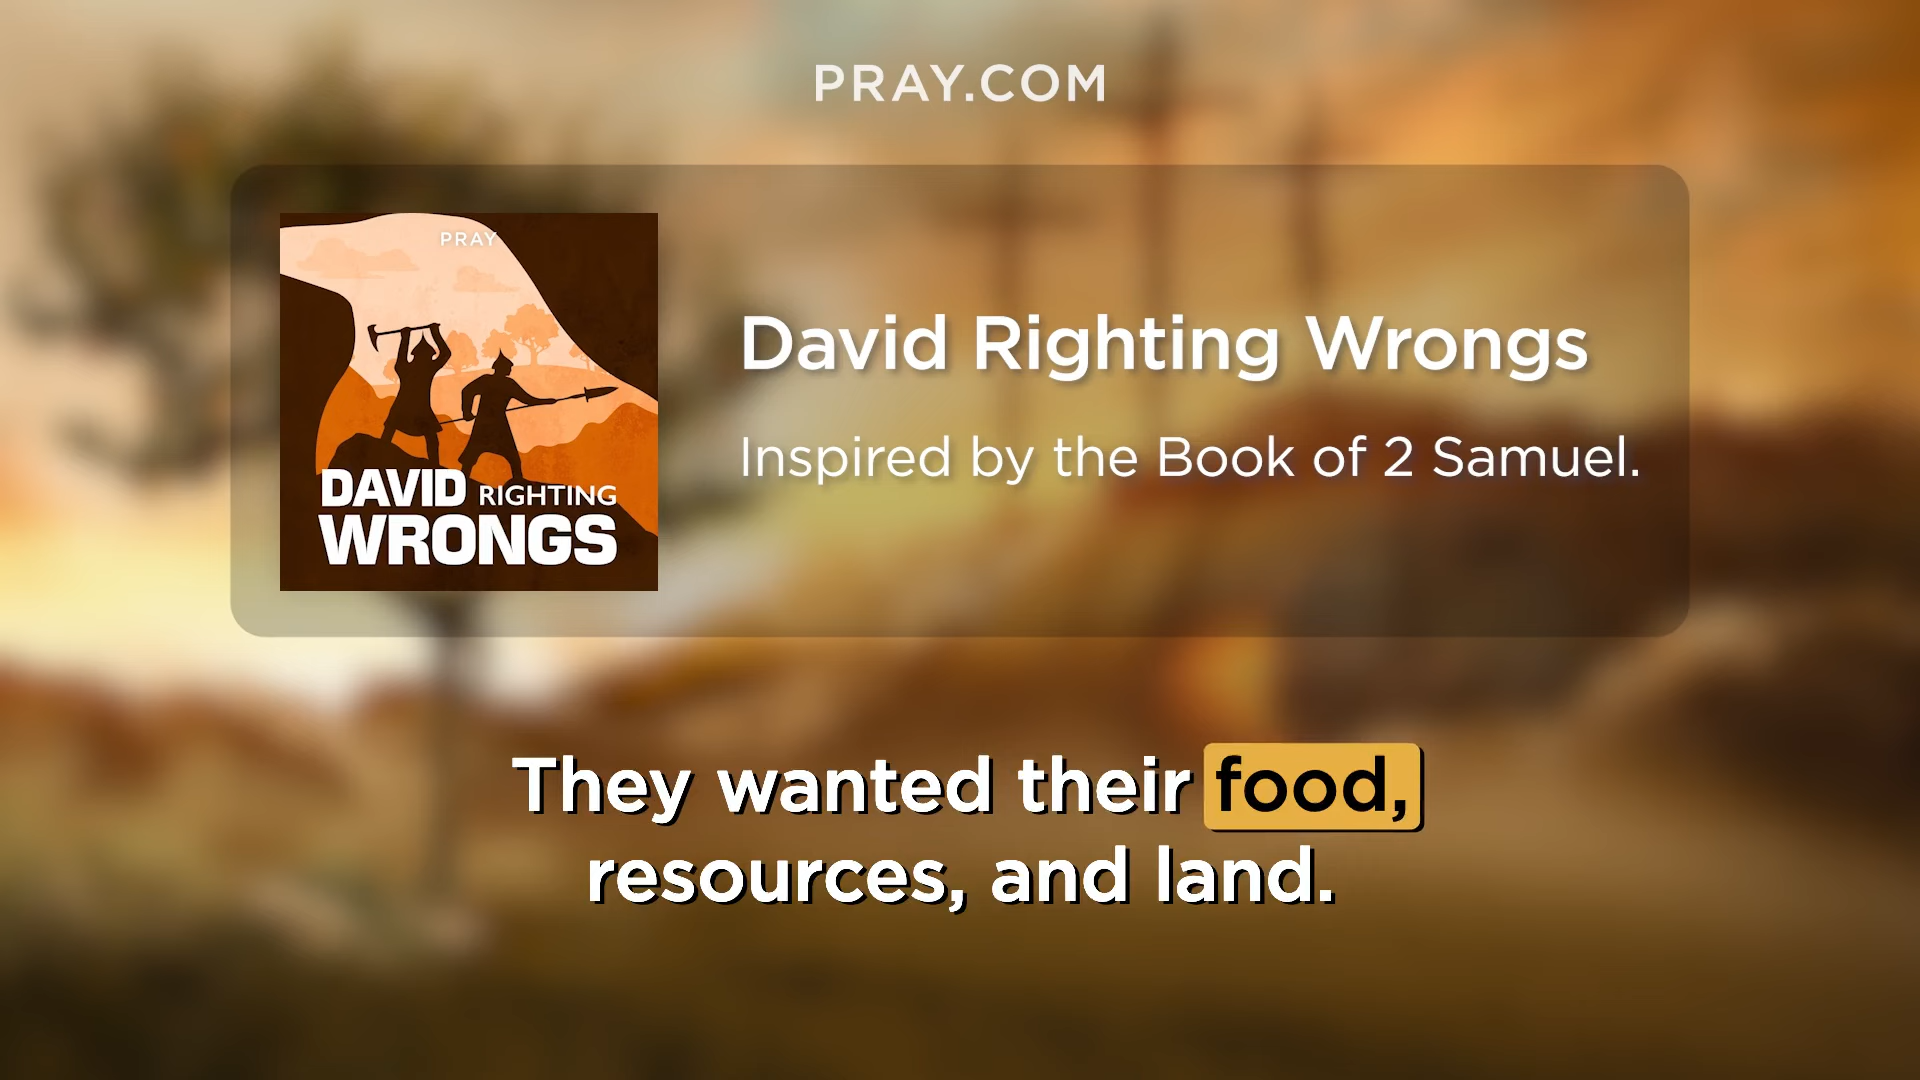 PRAY.COM
PRAY
DAVID RIGHTING
WRONGS
David Righting Wrongs
Inspired by the Book of 2 Samuel.
They wanted their food,
resources, and land.